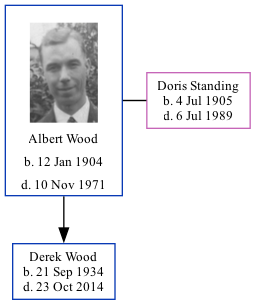 Albert Wood
b. 12 Jan 1904
d. 10 Nov 1971
Doris Standing
b. 4 Jul 1905
d. 6 Jul 1989
Derek Wood
b. 21 Sep 1934
d. 23 Oct 2014